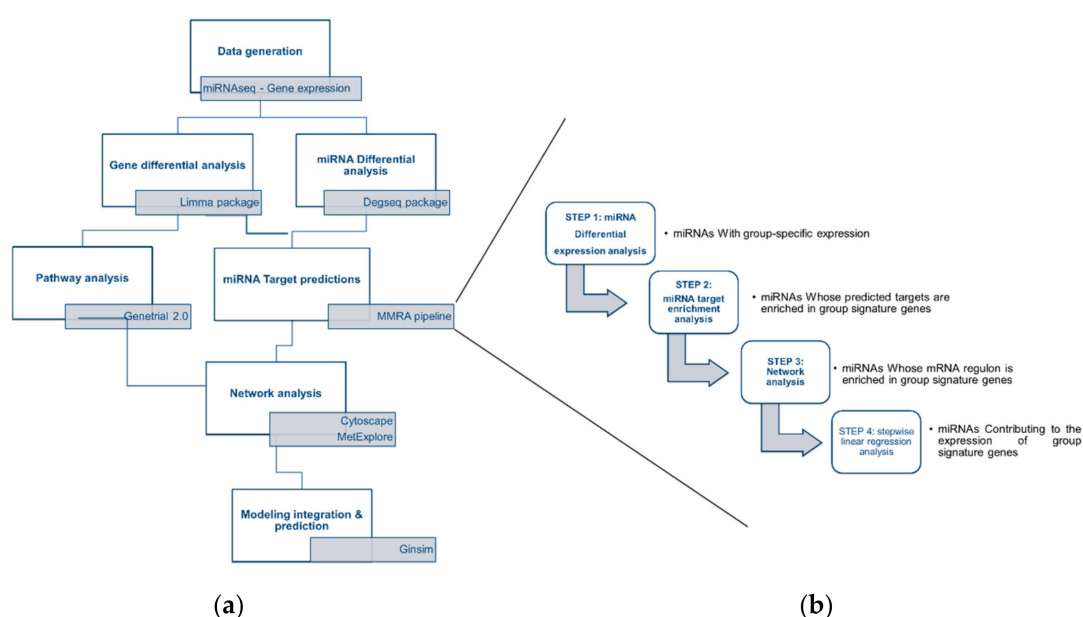 Data generation
miRNAseq - Gene expression
Gene differential analysis
Limma package
miRNA Differential
analysis
Degseq package
Pathway analysis
Genetrial 2.0
miRNA Target predictions
MMRA pipeline
Network analysis
Cytoscape
MetExplore
Modeling integration &
prediction
Ginsim
(a)
STEP 1: miRNA
Differential
expression analysis
• miRNAs With group-specific expression
STEP 2:
miRNA target
enrichment
analysis
• miRNAs Whose predicted targets are
enriched in group signature genes
STEP 3:
Network
analysis
• miRNAs Whose mRNA regulon is
enriched in group signature genes
STEP 4: stepwise
linear regression
analysis
• miRNAs Contributing to the
expression of group
signature genes
(b)